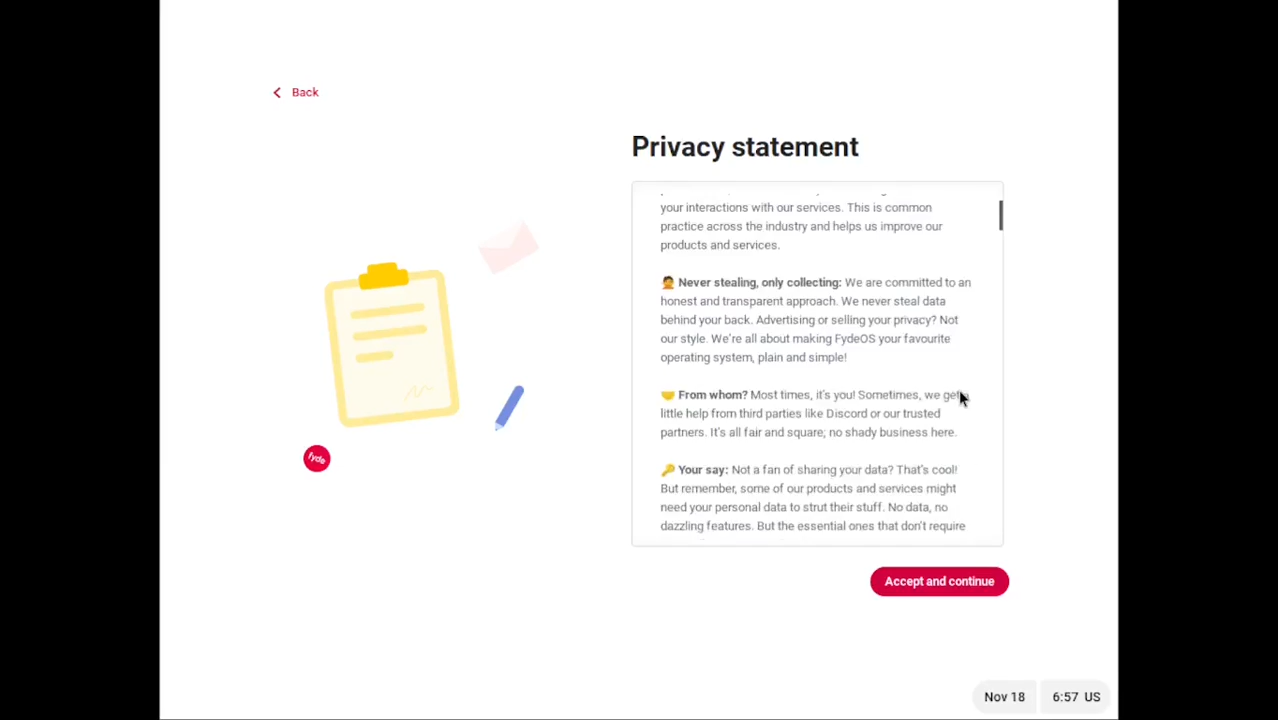 Back
Privacy statement
your interactions with our services. This is common
practice across the industry and helps us improve our
products and services.
🙅 Never stealing, only collecting: We are committed to an
honest and transparent approach. We never steal data
behind your back. Advertising or selling your privacy? Not
our style. We're all about making FydeOS your favourite
operating system, plain and simple!
🤝 From whom? Most times, it's you! Sometimes, we get
little help from third parties like Discord or our trusted
partners. It's all fair and square; no shady business here.
🔑 Your say: Not a fan of sharing your data? That's cool!
But remember, some of our products and services might
need your personal data to strut their stuff. No data, no
dazzling features. But the essential ones that don't require
fyde
Accept and continue
Nov 18
6:57 US